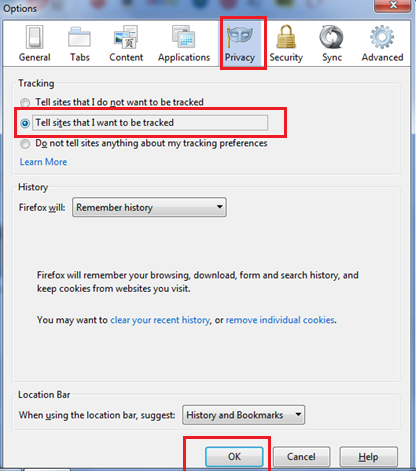 Options
General Tabs Content Applications Privacy Security Sync Advanced
Tracking
Tell sites that I do not want to be tracked
Tell sites that I want to be tracked
Do not tell sites anything about my tracking preferences
Learn More
History
Firefox will: Remember history
Firefox will remember your browsing, download, form and search history, and
keep cookies from websites you visit.
You may want to clear your recent history, or remove individual cookies.
Location Bar
When using the location bar, suggest: History and Bookmarks
OK Cancel Help